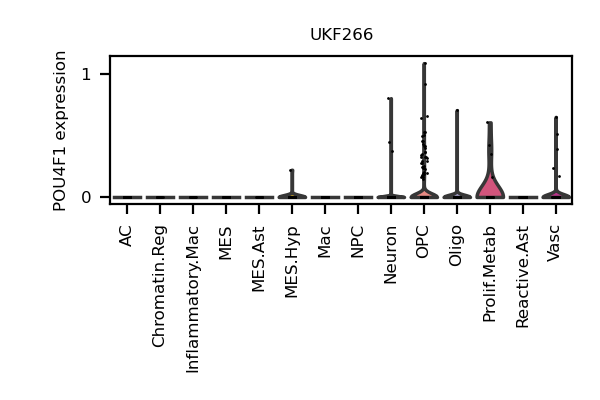 UKF266
POU4F1 expression
1
0
AC
Chromatin.Reg
Inflammatory.Mac
MES
MES.Ast
MES.Hyp
Mac
NPC
Neuron
OPC
Oligo
Prolif.Metab
Reactive.Ast
Vasc